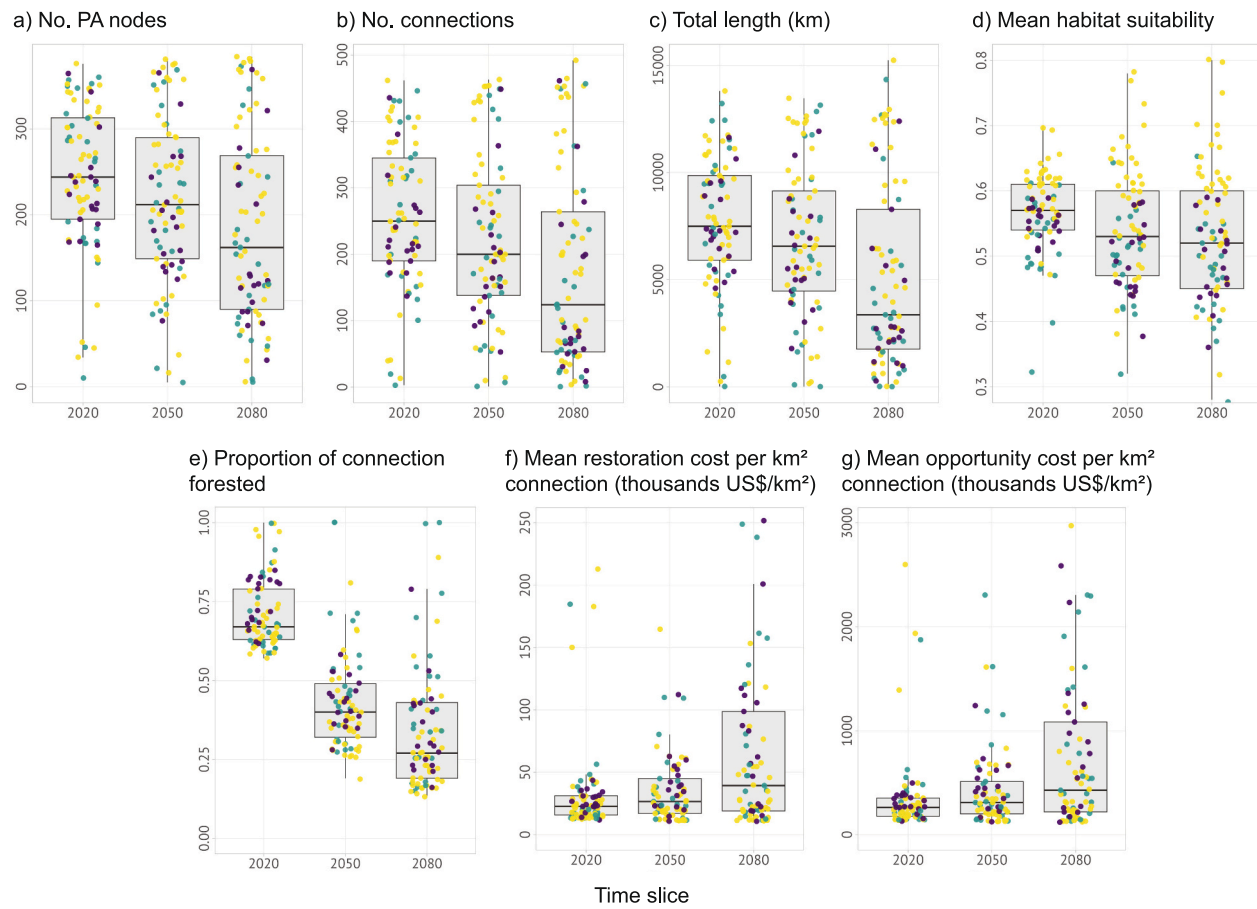 a) No. PA nodes
b) No. connections
c) Total length (km)
d) Mean habitat suitability
300
200
100
0
2020 2050 2080
500
400
300
200
100
0
2020 2050 2080
15000
10000
5000
0
2020 2050 2080
0.8
0.7
0.6
0.5
0.4
0.3
2020 2050 2080
e) Proportion of connection
forested
f) Mean restoration cost per km²
connection (thousands US$/km²)
g) Mean opportunity cost per km²
connection (thousands US$/km²)
1.00
0.75
0.50
0.25
0.00
2020 2050 2080
250
200
150
100
50
0
2020 2050 2080
3000
2000
1000
0
2020 2050 2080
Time slice